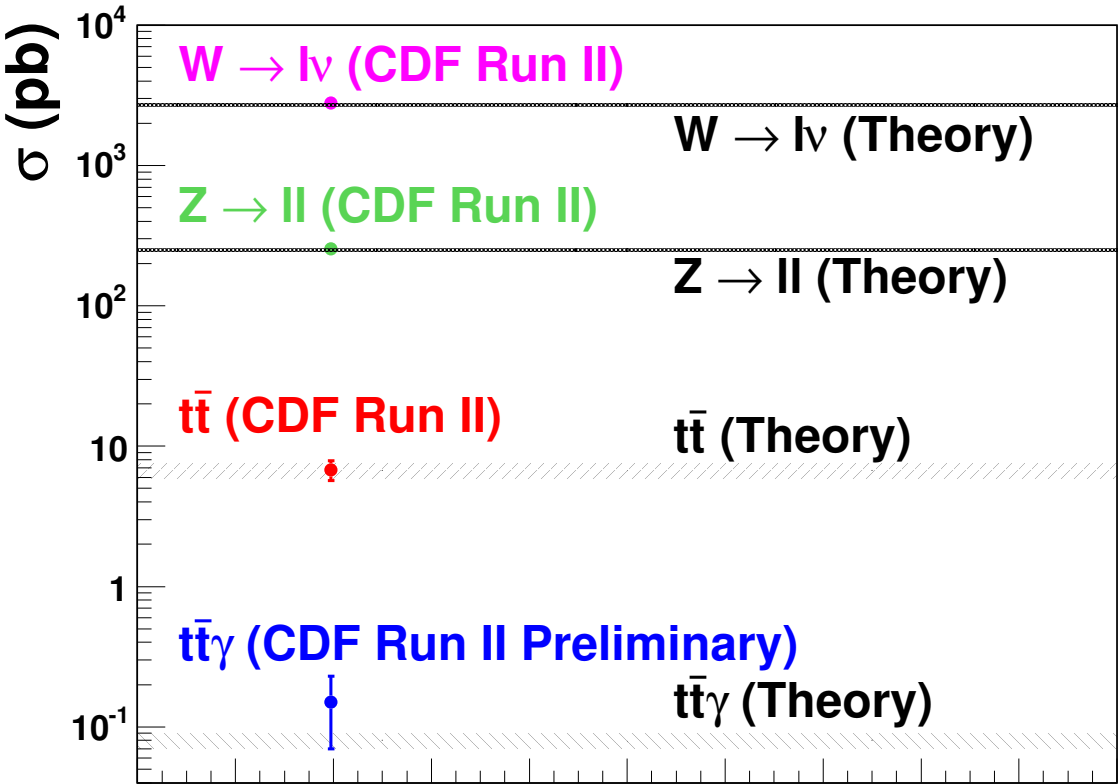 10⁴
σ (pb)
W → lν (CDF Run II)
W → lν (Theory)
10³
Z → ll (CDF Run II)
Z → ll (Theory)
10²
tt̄ (CDF Run II)
tt̄ (Theory)
10
1
tt̄γ (CDF Run II Preliminary)
tt̄γ (Theory)
10⁻¹